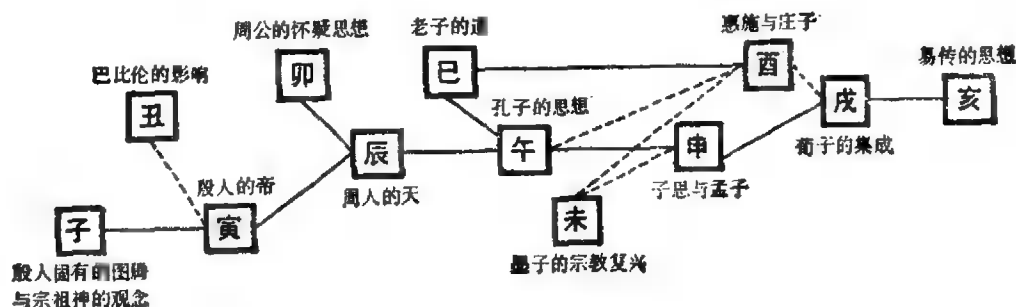 周公的怀疑思想
老子的道
惠施与庄子
易传的思想
巴比伦的影响
卯
巳
酉
亥
丑
孔子的思想
戌
殷人的帝
辰
午
申
荀子的集成
子
寅
周人的天
子思与孟子
未
殷人固有的图腾
与宗祖神的观念
墨子的宗教复兴